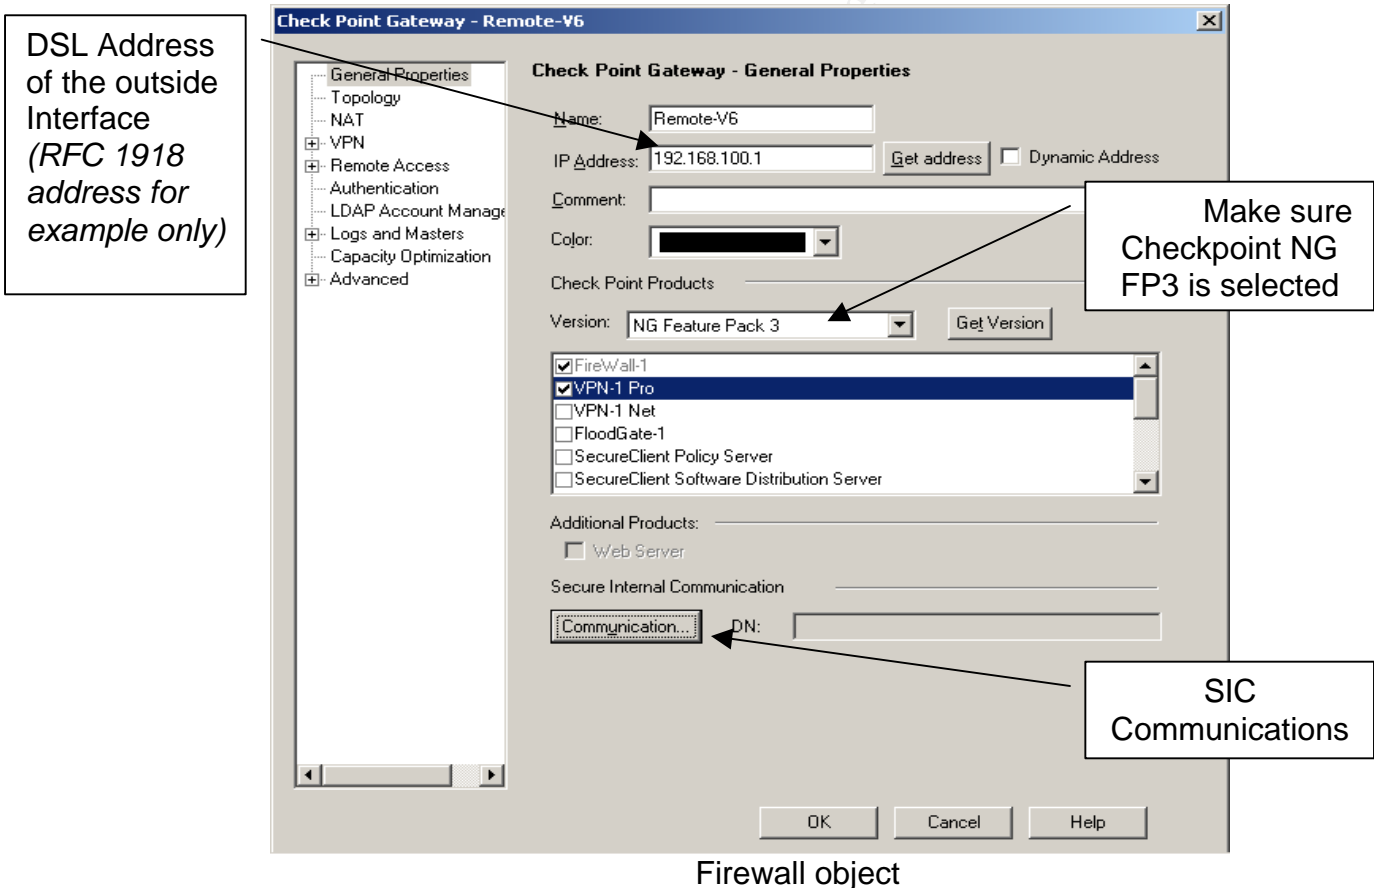 Check Point Gateway - Remote-V6
DSL Address
of the outside
Interface
(RFC 1918
address for
example only)
General Properties
Topology
NAT
VPN
Remote Access
Authentication
LDAP Account Manage
Logs and Masters
Capacity Optimization
Advanced
Check Point Gateway - General Properties
Name: Remote-V6
IP Address: 192.168.100.1 Get address Dynamic Address
Comment:
Color:
Make sure
Checkpoint NG
FP3 is selected
Check Point Products
Version: NG Feature Pack 3 Get Version
FireWall-1
VPN-1 Pro
VPN-1 Net
FloodGate-1
SecureClient Policy Server
SecureClient Software Distribution Server
Additional Products:
Web Server
Secure Internal Communication
Communication... DN:
SIC
Communications
OK Cancel Help
Firewall object